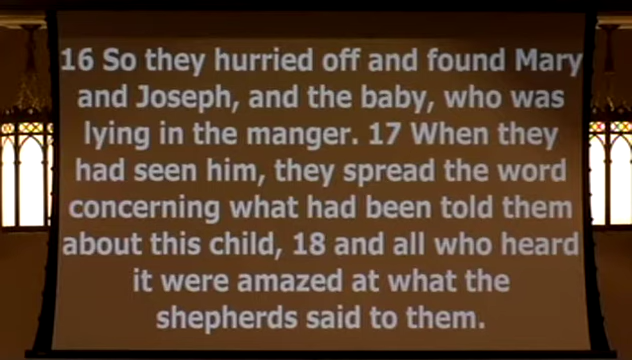 16 So they hurried off and found Mary
and Joseph, and the baby, who was
lying in the manger. 17 When they
had seen him, they spread the word
concerning what had been told them
about this child, 18 and all who heard
it were amazed at what the
shepherds said to them.